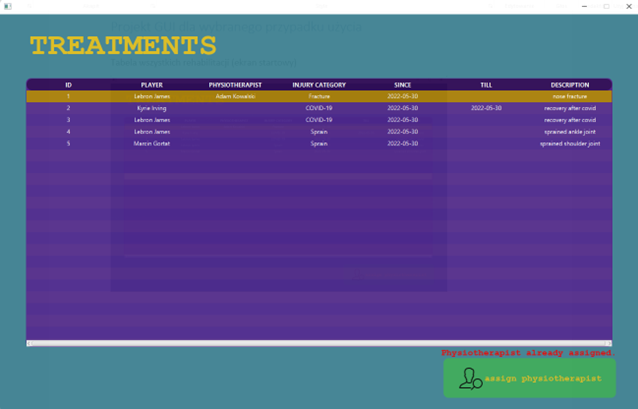 TREATMENTS
ID PLAYER PHYSIOTHERAPIST INJURY CATEGORY SINCE TILL DESCRIPTION
1 Lebron James Adam Kowalski Fracture 2022-05-30 nose fracture
2 Kyrie Irving COVID-19 2022-05-30 2022-05-30 recovery after covid
3 Lebron James COVID-19 2022-05-30 recovery after covid
4 Lebron James Sprain 2022-05-30 sprained ankle joint
5 Marcin Gortat Sprain 2022-05-30 sprained shoulder joint
Physiotherapist already assigned.
assign physiotherapist